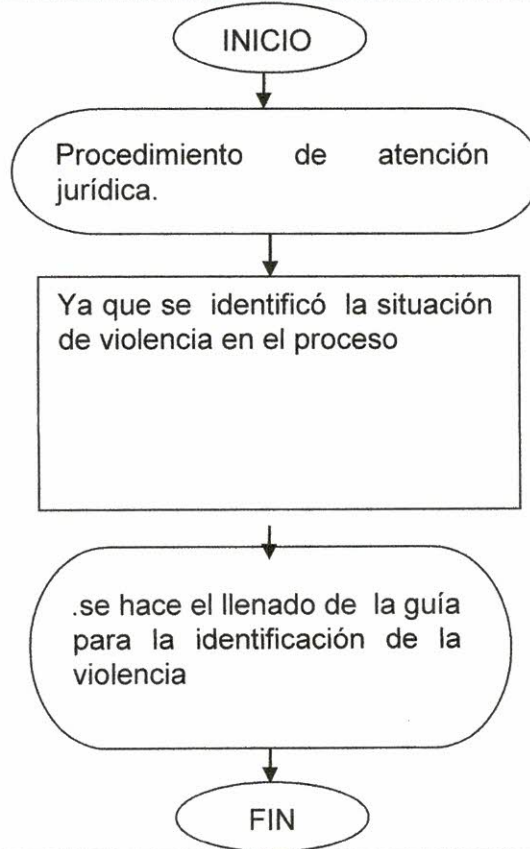 INICIO
Procedimiento de atención
jurídica.
Ya que se identificó la situación
de violencia en el proceso
.se hace el llenado de la guía
para la identificación de la
violencia
FIN